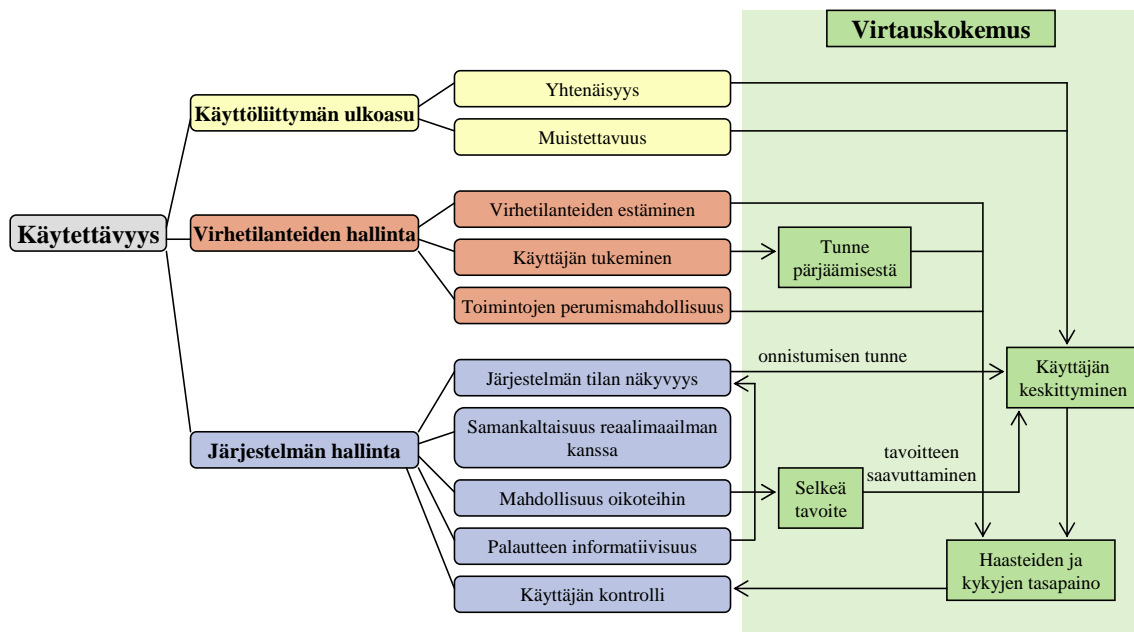 Virtauskokemus
Käytettävyys
Käyttöliittymän ulkoasu
Yhtenäisyys
Muistettavuus
Virhetilanteiden hallinta
Virhetilanteiden estäminen
Käyttäjän tukeminen
Toimintojen perumismahdollisuus
Tunne
pärjäämisestä
Järjestelmän hallinta
Järjestelmän tilan näkyvyys
Samankaltaisuus reaalimaailman
kanssa
Mahdollisuus oikoteihin
Palautteen informatiivisuus
Käyttäjän kontrolli
onnistumisen tunne
Käyttäjän
keskittyminen
Selkeä
tavoite
tavoitteen
saavuttaminen
Haasteiden ja
kykyjen tasapaino